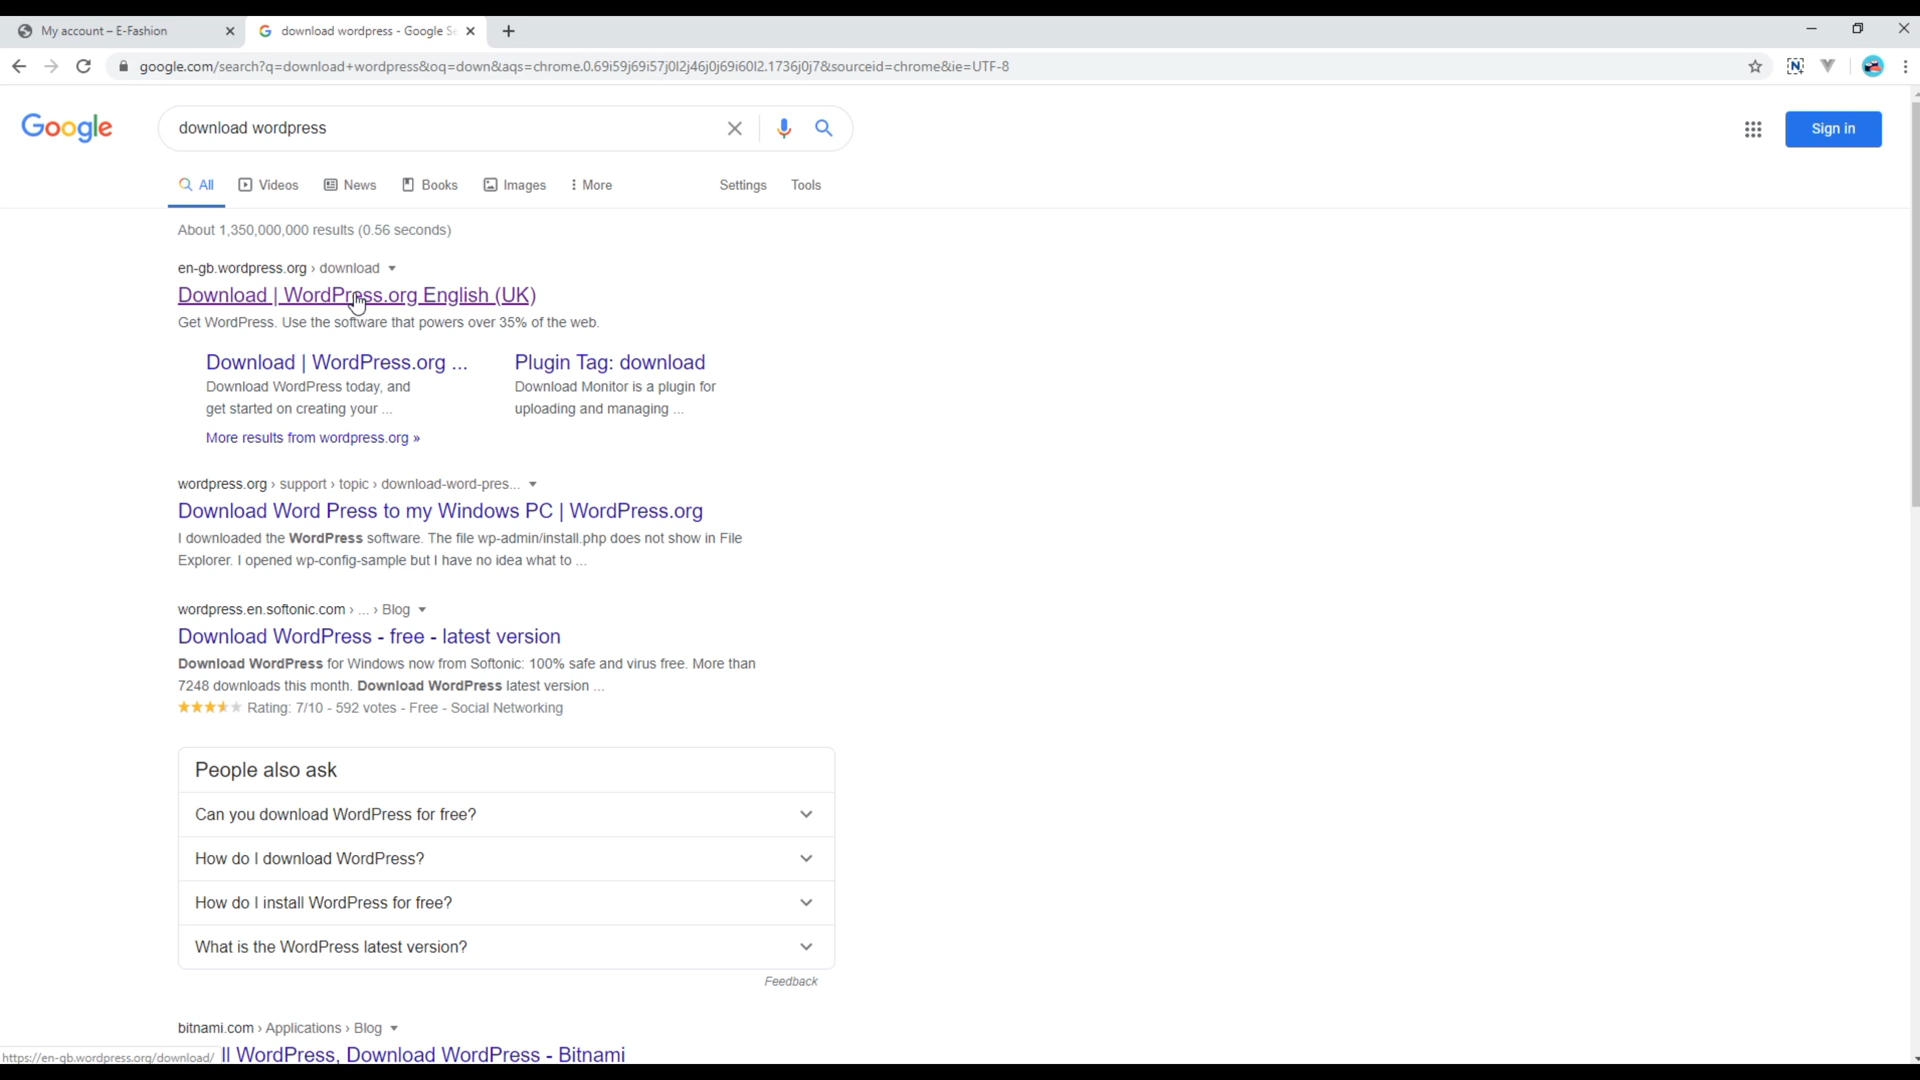 My account – E-Fashion
download wordpress - Google Se
google.com/search?q=download+wordpress&oq=down&aqs=chrome.0.69i59j69i57j0l2j46j0j69i60l2.1736j0j7&sourceid=chrome&ie=UTF-8
Google
download wordpress
Sign in
All
Videos
News
Books
Images
More
Settings
Tools
About 1,350,000,000 results (0.56 seconds)
en-gb.wordpress.org › download
Download | WordPress.org English (UK)
Get WordPress. Use the software that powers over 35% of the web.
Download | WordPress.org ...
Download WordPress today, and
get started on creating your ...
Plugin Tag: download
Download Monitor is a plugin for
uploading and managing ...
More results from wordpress.org »
wordpress.org › support › topic › download-word-pres...
Download Word Press to my Windows PC | WordPress.org
I downloaded the WordPress software. The file wp-admin/install.php does not show in File
Explorer. I opened wp-config-sample but I have no idea what to ...
wordpress.en.softonic.com › ... › Blog
Download WordPress - free - latest version
Download WordPress for Windows now from Softonic: 100% safe and virus free. More than
7248 downloads this month. Download WordPress latest version ...
Rating: 7/10 - 592 votes - Free - Social Networking
People also ask
Can you download WordPress for free?
How do I download WordPress?
How do I install WordPress for free?
What is the WordPress latest version?
Feedback
bitnami.com › Applications › Blog
ll WordPress, Download WordPress - Bitnami
https://en-gb.wordpress.org/download/